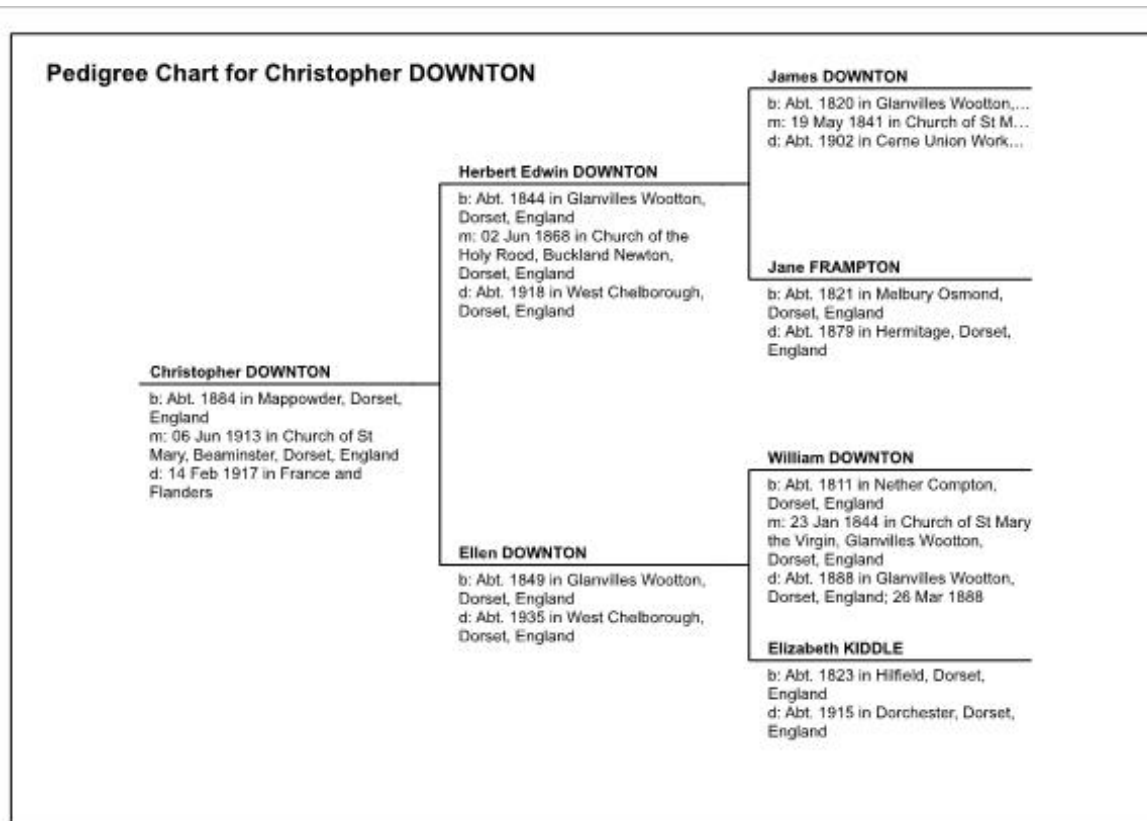 Pedigree Chart for Christopher DOWNTON
James DOWNTON
b: Abt. 1820 in Glanvilles Wootton,...
m: 19 May 1841 in Church of St M...
d: Abt. 1902 in Cerne Union Work...
Herbert Edwin DOWNTON
b: Abt. 1844 in Glanvilles Wootton,
Dorset, England
m: 02 Jun 1868 in Church of the
Holy Rood, Buckland Newton,
Dorset, England
d: Abt. 1918 in West Chelborough,
Dorset, England
Jane FRAMPTON
b: Abt. 1821 in Melbury Osmond,
Dorset, England
d: Abt. 1879 in Hermitage, Dorset,
England
Christopher DOWNTON
b: Abt. 1884 in Mappowder, Dorset,
England
m: 06 Jun 1913 in Church of St
Mary, Beaminster, Dorset, England
d: 14 Feb 1917 in France and
Flanders
William DOWNTON
b: Abt. 1811 in Nether Compton,
Dorset, England
m: 23 Jan 1844 in Church of St Mary
the Virgin, Glanvilles Wootton,
Dorset, England
d: Abt. 1888 in Glanvilles Wootton,
Dorset, England; 26 Mar 1888
Ellen DOWNTON
b: Abt. 1849 in Glanvilles Wootton,
Dorset, England
d: Abt. 1935 in West Chelborough,
Dorset, England
Elizabeth KIDDLE
b: Abt. 1823 in Hilfield, Dorset,
England
d: Abt. 1915 in Dorchester, Dorset,
England